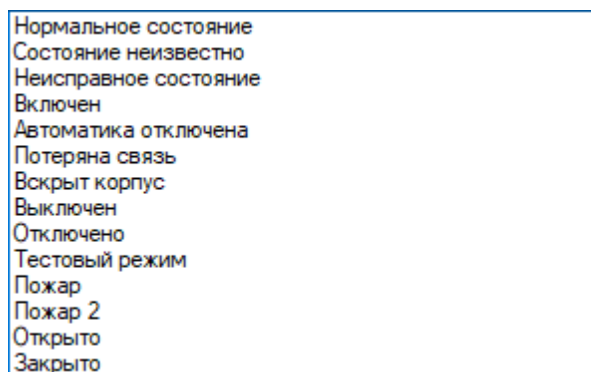 Нормальное состояние
Состояние неизвестно
Неисправное состояние
Включен
Автоматика отключена
Потеряна связь
Вскрыт корпус
Выключен
Отключено
Тестовый режим
Пожар
Пожар 2
Открыто
Закрыто